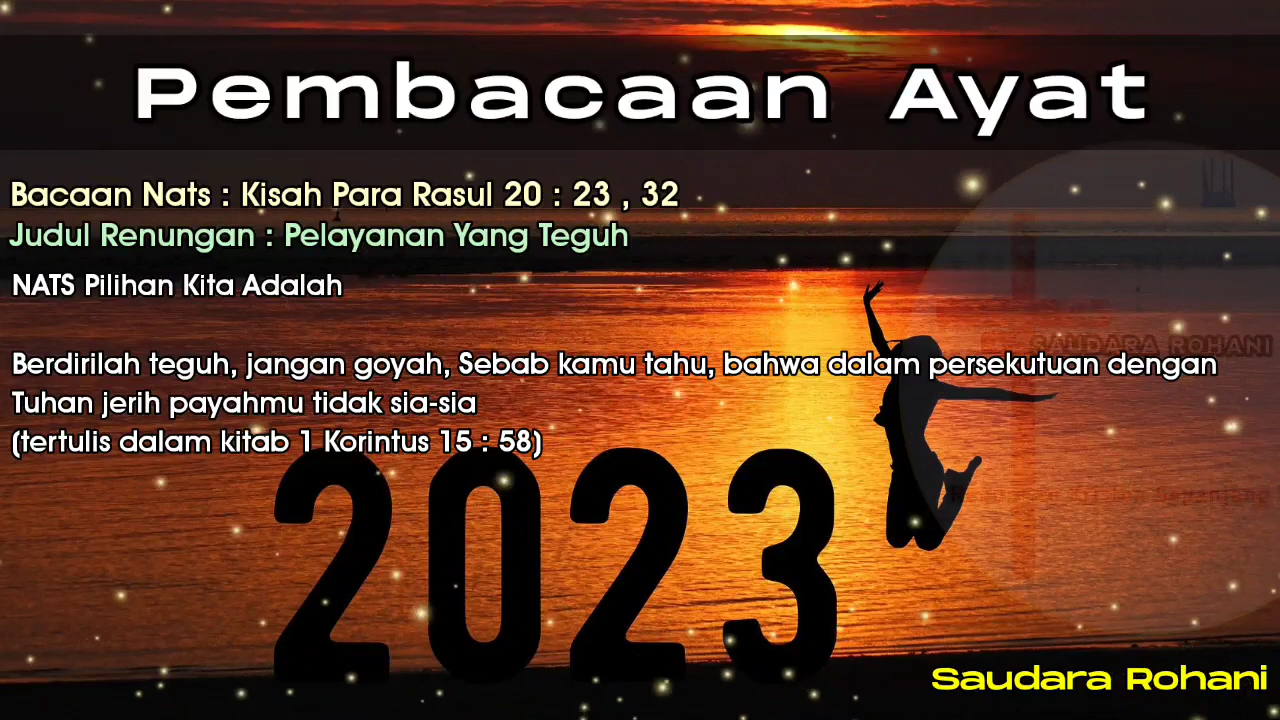 Pembacaan Ayat
Bacaan Nats : Kisah Para Rasul 20 : 23 , 32
Judul Renungan : Pelayanan Yang Teguh
NATS Pilihan Kita Adalah
SAUDARA ROHANI
Berdirilah teguh, jangan goyah, Sebab kamu tahu, bahwa dalam persekutuan dengan
Tuhan jerih payahmu tidak sia-sia
(tertulis dalam kitab 1 Korintus 15 : 58)
2023
Saudara Rohani